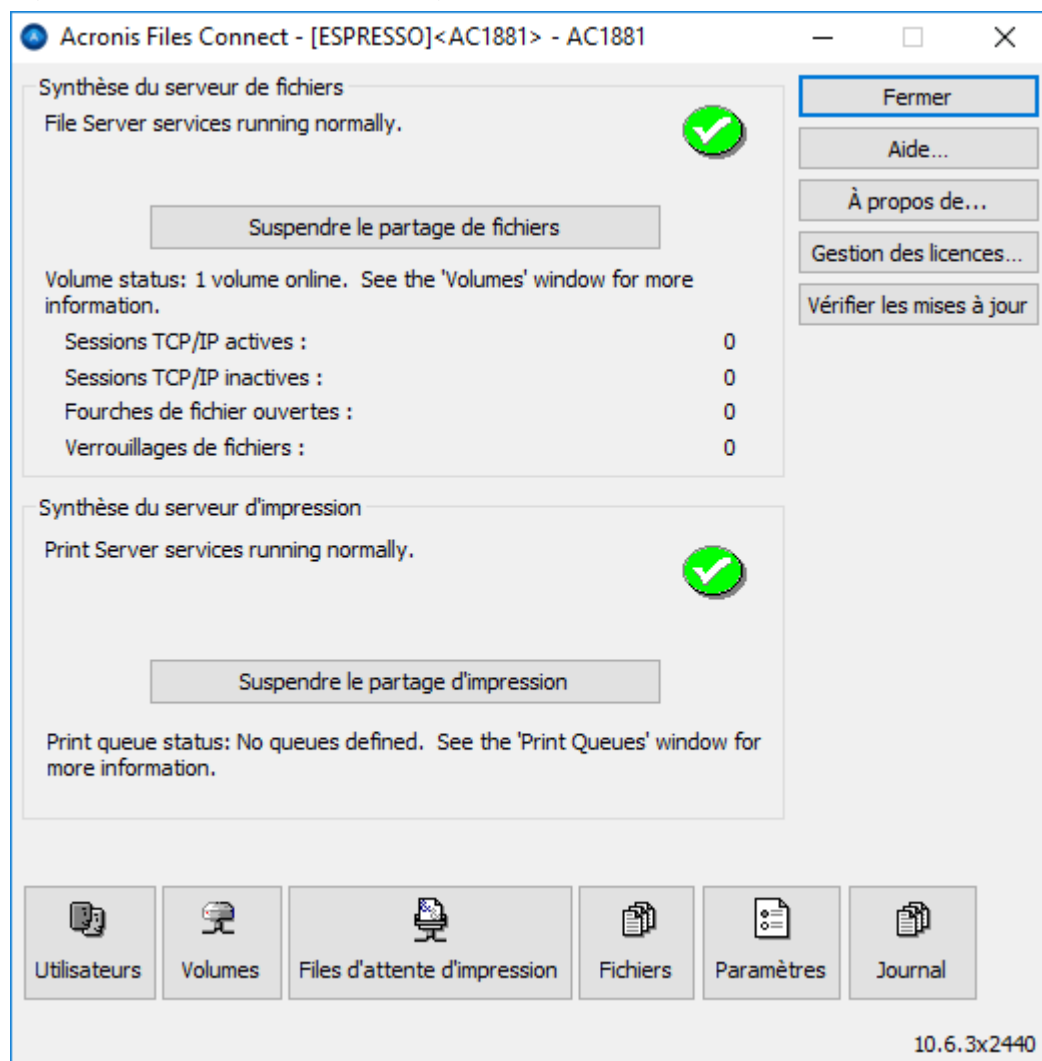 Acronis Files Connect - [ESPRESSO]<AC1881> - AC1881
Synthèse du serveur de fichiers
File Server services running normally.
Suspendre le partage de fichiers
Volume status: 1 volume online.  See the 'Volumes' window for more
information.
Sessions TCP/IP actives : 0
Sessions TCP/IP inactives : 0
Fourches de fichier ouvertes : 0
Verrouillages de fichiers : 0
Fermer
Aide...
À propos de...
Gestion des licences...
Vérifier les mises à jour
Synthèse du serveur d'impression
Print Server services running normally.
Suspendre le partage d'impression
Print queue status: No queues defined.  See the 'Print Queues' window for
more information.
Utilisateurs
Volumes
Files d'attente d'impression
Fichiers
Paramètres
Journal
10.6.3x2440